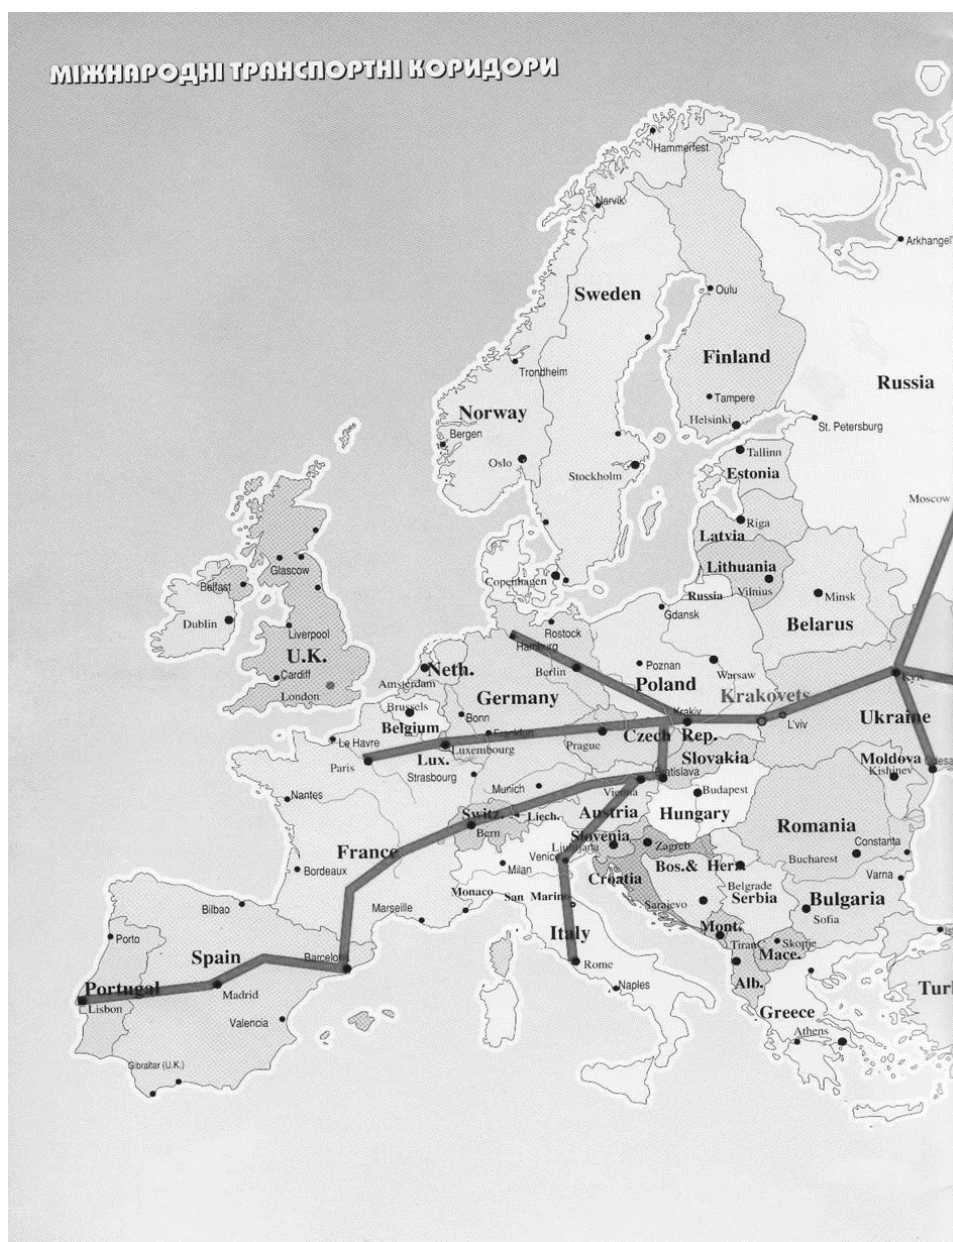 МІЖНАРОДНІ ТРАНСПОРТНІ КОРИДОРИ
Hammerfest
Narvik
Arkhangel'
Sweden
Oulu
Finland
Trondheim
Russia
Tampere
Norway
Helsinki
St. Petersburg
Bergen
Tallinn
Oslo
Stockholm
Estonia
Moscow
Riga
Latvia
Glascow
Lithuania
Copenhagen
Belfast
Russia
Vilnius
Minsk
Gdansk
Dublin
Rostock
Belarus
Liverpool
Hamburg
U.K.
Neth.
Berlin
Poznan
Warsaw
Cardiff
Amsterdam
Poland
London
Germany
Krakovets
Brussels
Bonn
Krakiv
L'viv
Ukraine
Belgium
Frankfurt
Czech Rep.
Le Havre
Luxembourg
Prague
Paris
Lux.
Slovakia
Moldova
Kishinev
Strasbourg
Bratislava
Munich
Vienna
Budapest
Nantes
Switz.
Liech.
Austria
Hungary
Bern
Slovenia
Romania
Zagreb
Constanta
France
Venice
Bucharest
Milan
Bos.& Herz.
Bordeaux
Croatia
Varna
Monaco
San Marino
Belgrade
Serbia
Bulgaria
Bilbao
Marseille
Sarajevo
Sofia
Porto
Italy
Mont.
Skopje
Spain
Barcelona
Mace.
Rome
Portugal
Madrid
Alb.
Naples
Turk
Lisbon
Greece
Valencia
Athens
Gibraltar (U.K.)